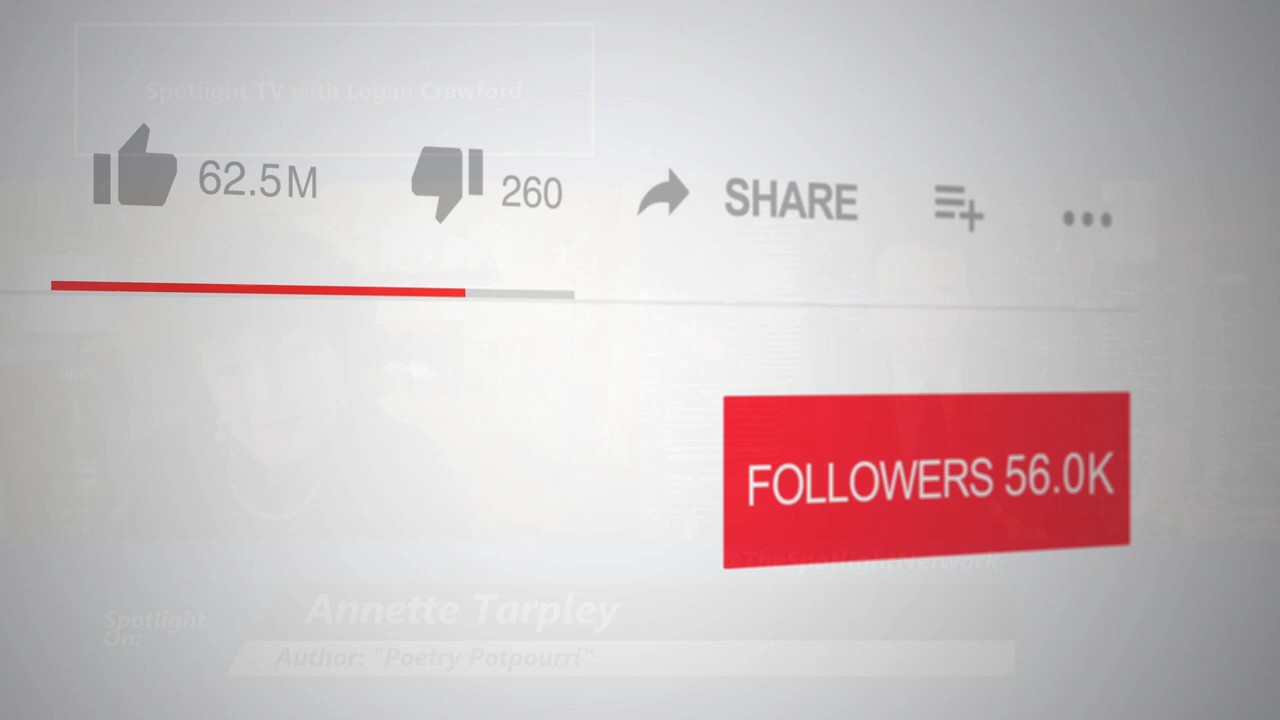 Spotlight TV with Logan Crawford
62.5M
260
SHARE
FOLLOWERS 56.0K
@TheSpotlightNetwork
Spotlight
On:
Annette Tarpley
Author: "Poetry Potpourri"